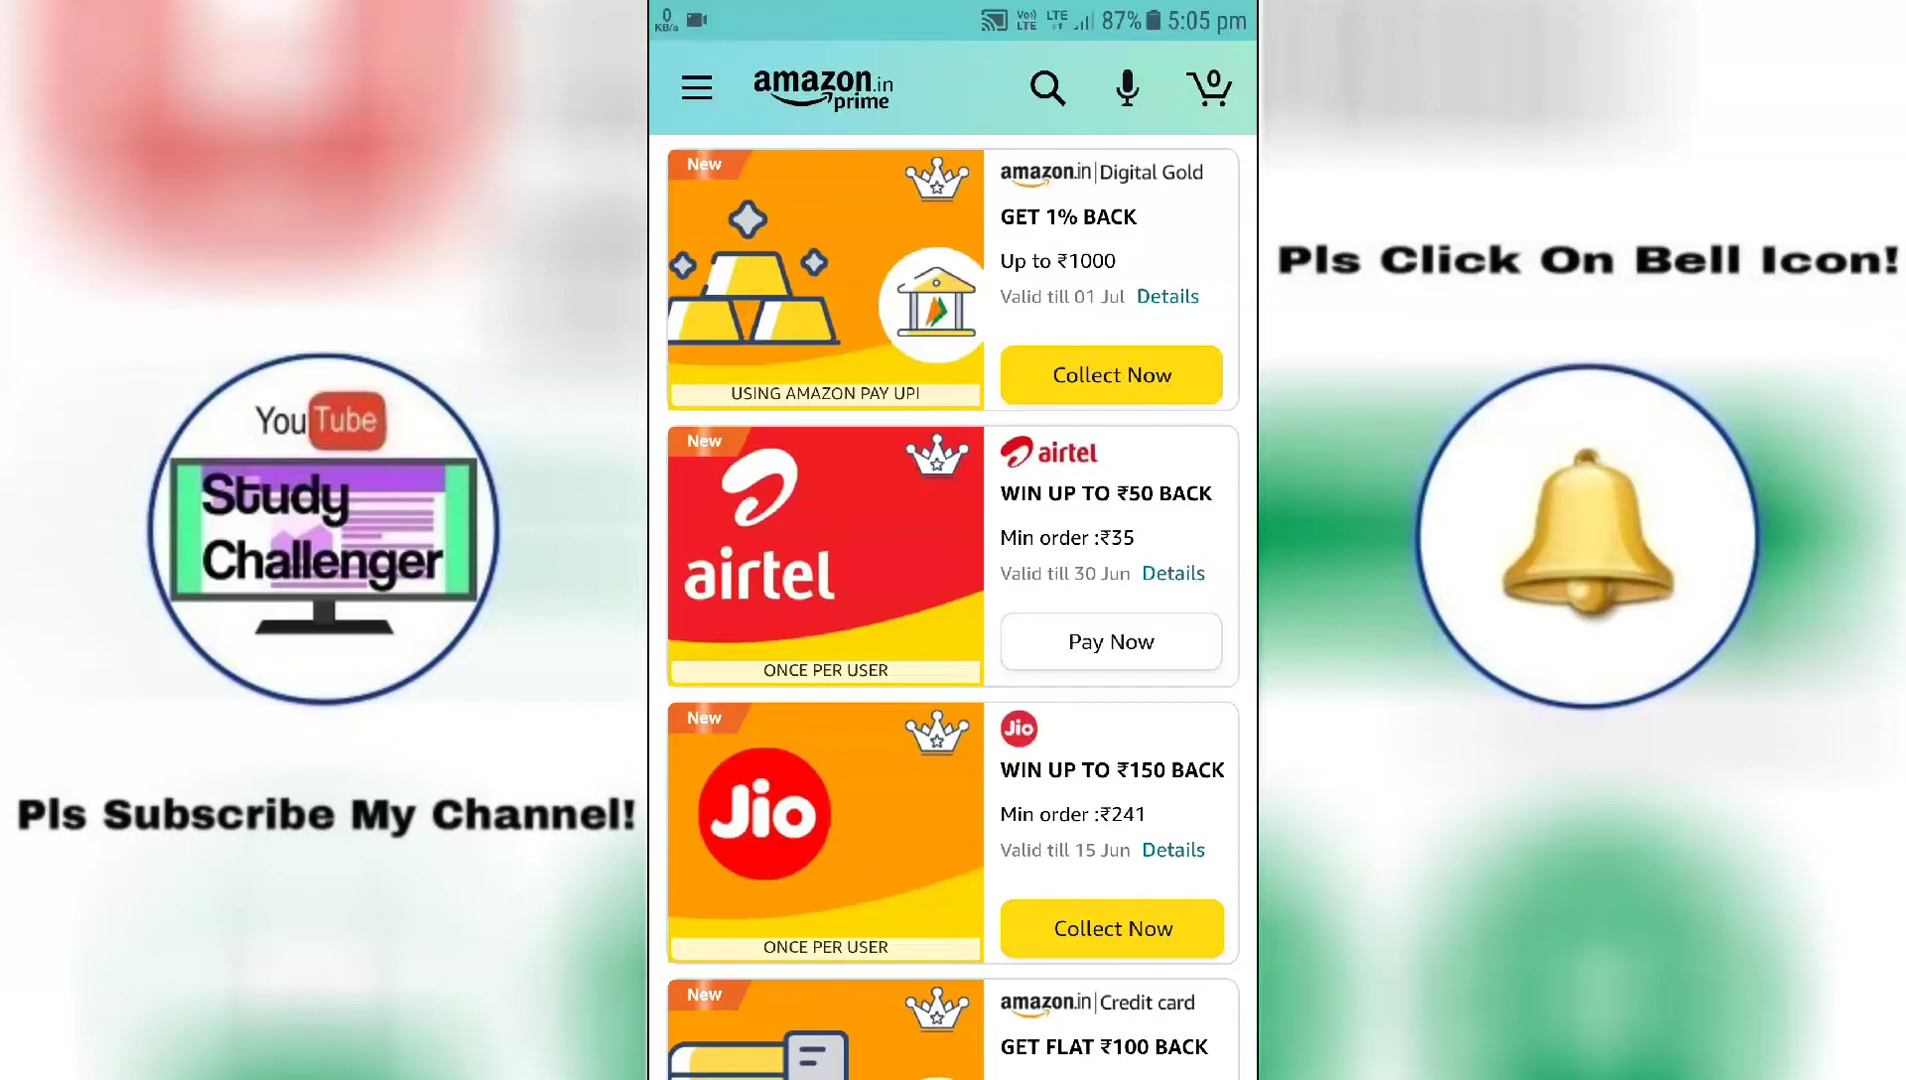 0
KB/s
Vo))
LTE
LTE
87%
5:05 pm
amazon.in
prime
0
New
USING AMAZON PAY UPI
amazon.in|Digital Gold
GET 1% BACK
Up to ₹1000
Valid till 01 Jul Details
Collect Now
New
airtel
ONCE PER USER
airtel
WIN UP TO ₹50 BACK
Min order :₹35
Valid till 30 Jun Details
Pay Now
New
Jio
ONCE PER USER
Jio
WIN UP TO ₹150 BACK
Min order :₹241
Valid till 15 Jun Details
Collect Now
New
amazon.in|Credit card
GET FLAT ₹100 BACK
YouTube
Study
Challenger
Pls Subscribe My Channel!
Pls Click On Bell Icon!